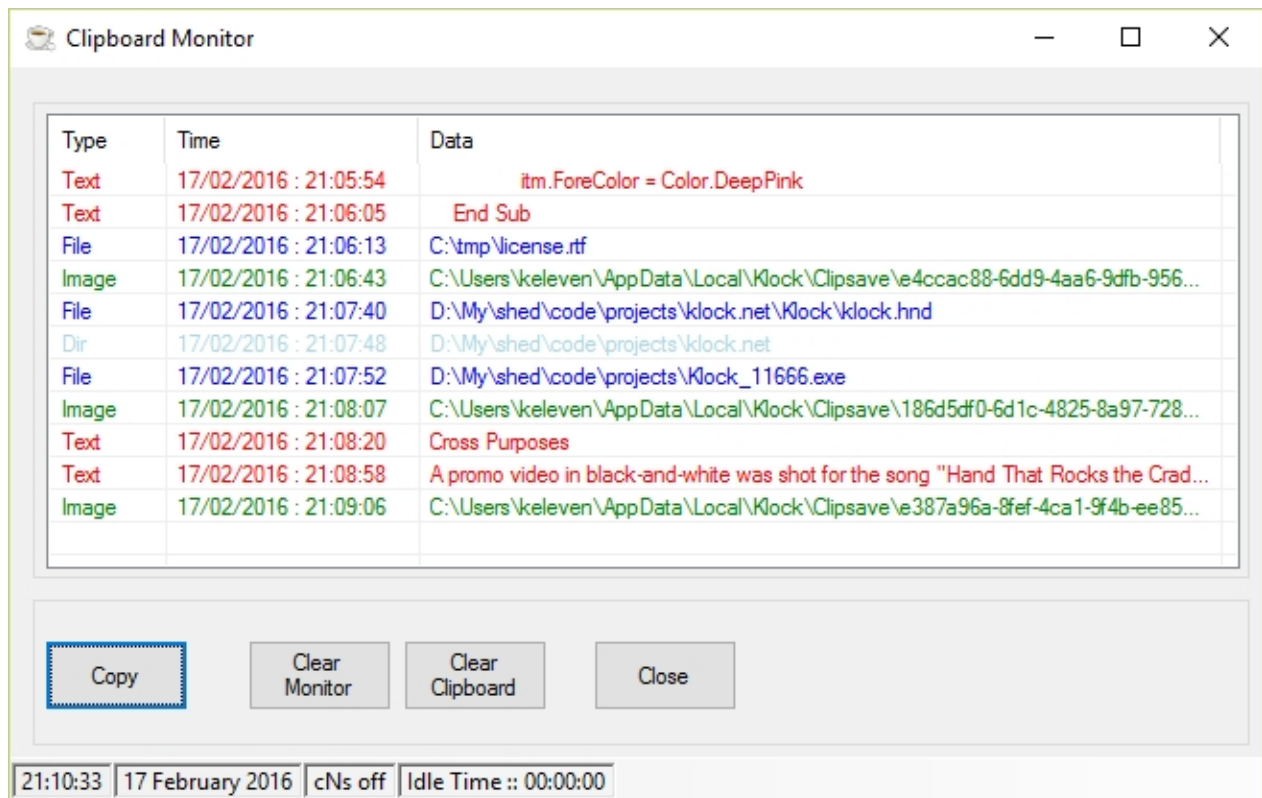 Clipboard Monitor
Type Time Data
Text 17/02/2016 : 21:05:54 itm.ForeColor = Color.DeepPink
Text 17/02/2016 : 21:06:05 End Sub
File 17/02/2016 : 21:06:13 C:\tmp\license.rtf
Image 17/02/2016 : 21:06:43 C:\Users\keleven\AppData\Local\Klock\Clipsave\e4ccac88-6dd9-4aa6-9dfb-956...
File 17/02/2016 : 21:07:40 D:\My\shed\code\projects\klock.net\Klock\klock.hnd
Dir 17/02/2016 : 21:07:48 D:\My\shed\code\projects\klock.net
File 17/02/2016 : 21:07:52 D:\My\shed\code\projects\Klock_11666.exe
Image 17/02/2016 : 21:08:07 C:\Users\keleven\AppData\Local\Klock\Clipsave\186d5df0-6d1c-4825-8a97-728...
Text 17/02/2016 : 21:08:20 Cross Purposes
Text 17/02/2016 : 21:08:58 A promo video in black-and-white was shot for the song "Hand That Rocks the Crad...
Image 17/02/2016 : 21:09:06 C:\Users\keleven\AppData\Local\Klock\Clipsave\e387a96a-8fef-4ca1-9f4b-ee85...
Copy
Clear
Monitor
Clear
Clipboard
Close
21:10:33 17 February 2016 cNs off Idle Time :: 00:00:00